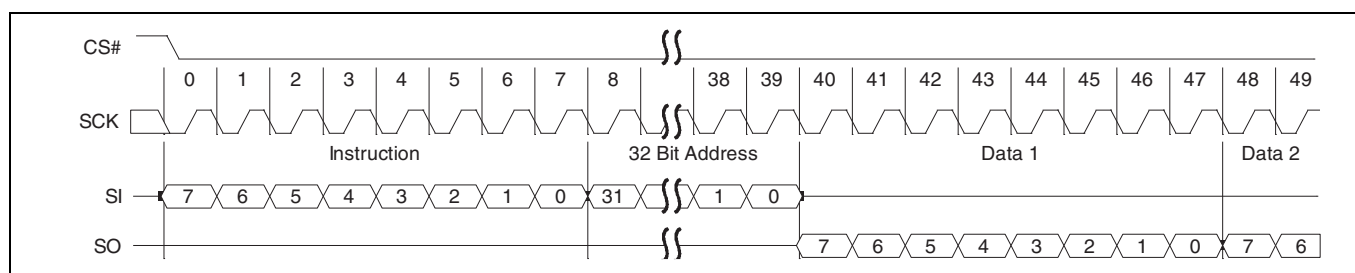 CS#
0 1 2 3 4 5 6 7 8 38 39 40 41 42 43 44 45 46 47 48 49
SCK
Instruction 32 Bit Address Data 1 Data 2
SI 7 6 5 4 3 2 1 0 31 1 0
SO 7 6 5 4 3 2 1 0 7 6